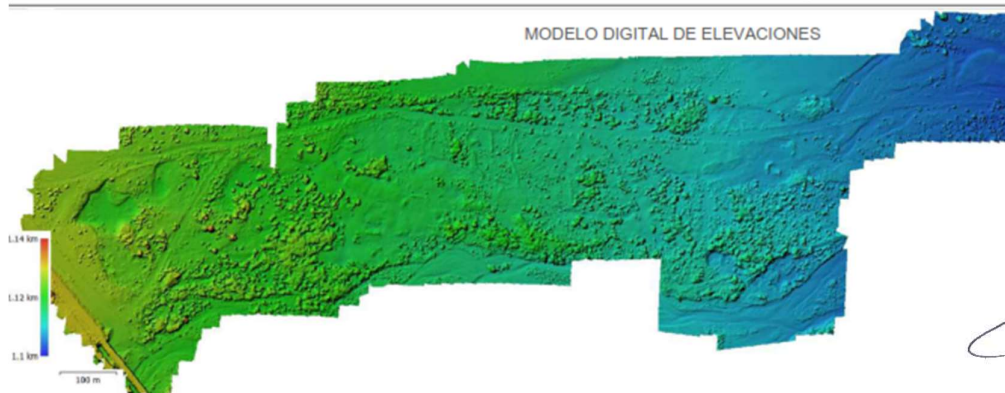 MODELO DIGITAL DE ELEVACIONES
1.14 km
1.12 km
1.1 km
100 m